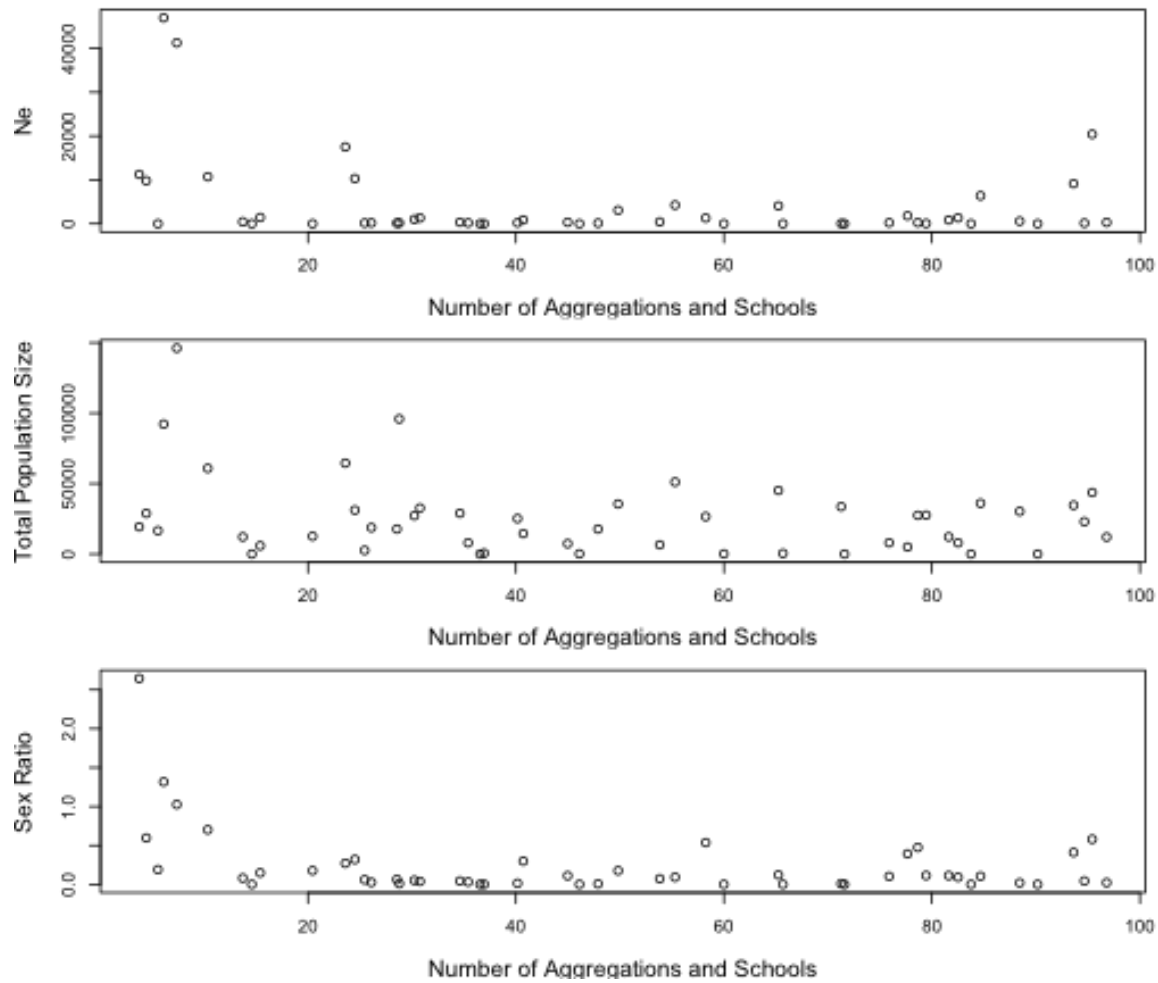 Ne
0
20000
40000
20 40 60 80 100
Number of Aggregations and Schools
Total Population Size
0
50000
100000
20 40 60 80 100
Number of Aggregations and Schools
Sex Ratio
0.0
1.0
2.0
20 40 60 80 100
Number of Aggregations and Schools